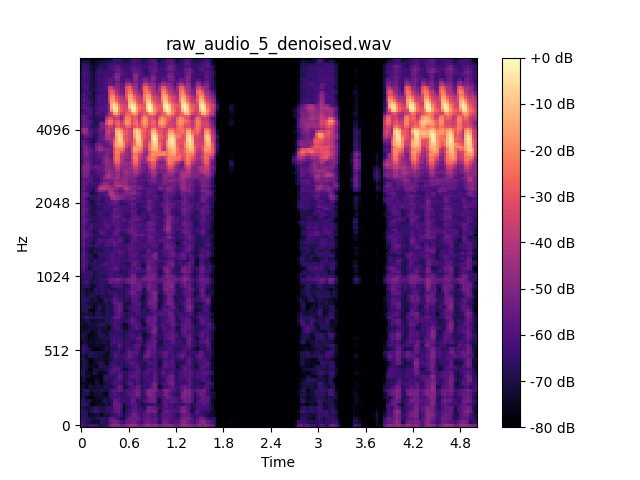 raw_audio_5_denoised.wav
+0 dB
-10 dB
4096
-20 dB
2048
-30 dB
Hz
-40 dB
1024
-50 dB
-60 dB
512
-70 dB
0
-80 dB
0 0.6 1.2 1.8 2.4 3 3.6 4.2 4.8
Time